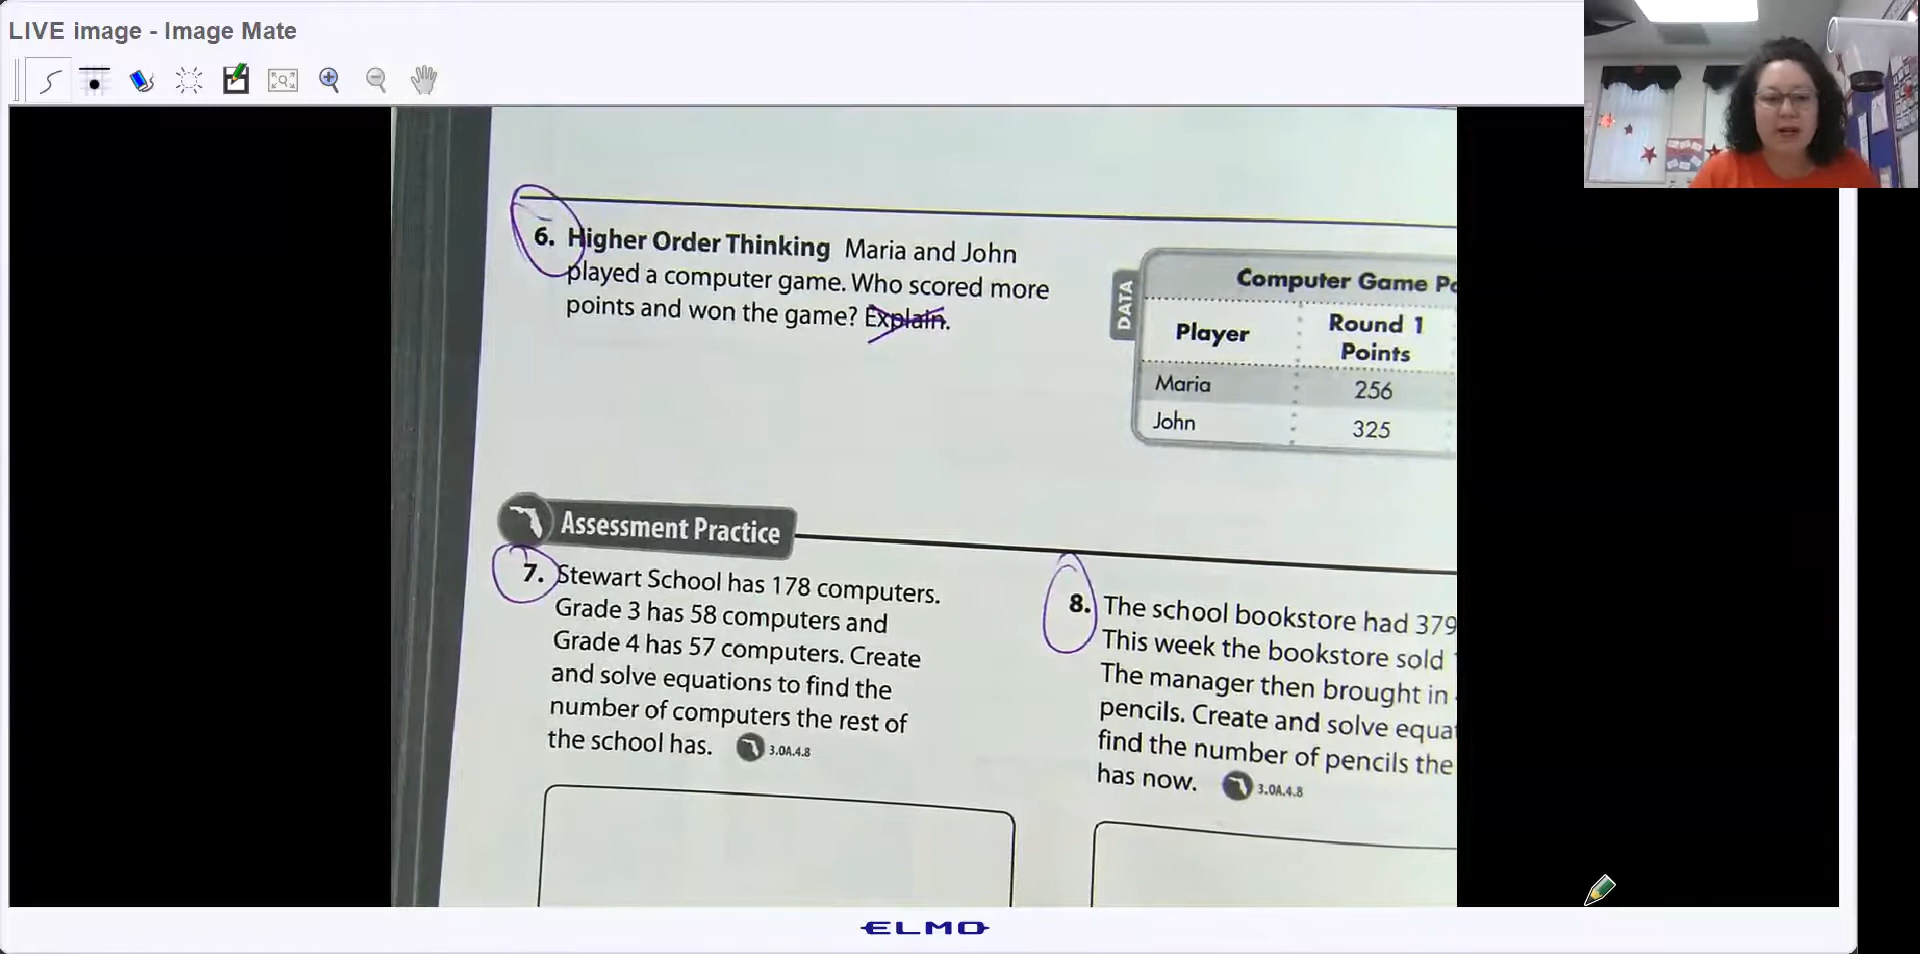 LIVE image - Image Mate
6. Higher Order Thinking Maria and John
played a computer game. Who scored more
points and won the game? Explain.
DATA
Computer Game
Player
Round 1
Points
Maria
256
John
325
Assessment Practice
7. Stewart School has 178 computers.
Grade 3 has 58 computers and
Grade 4 has 57 computers. Create
and solve equations to find the
number of computers the rest of
the school has. 3.OA.4.8
8. The school bookstore had 379
This week the bookstore sold
The manager then brought in
pencils. Create and solve
find the number of pencils the
has now. 3.OA.4.8
ELMO